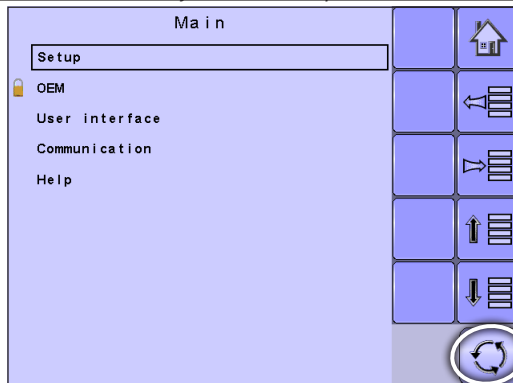 Main
Setup
OEM
User interface
Communication
Help